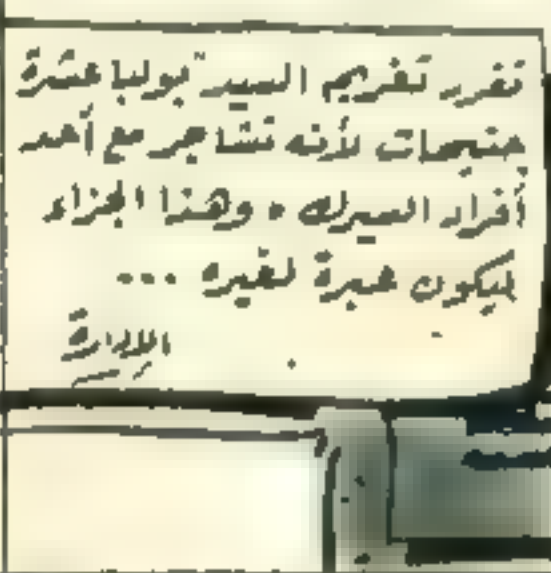 تقرر تغريم السيد "بولبا عشرة
جنيهات لأنه تشاجر مع أحد
أفراد السيرك . وهذا الجزاء
ليكون عبرة لغيره ...
الإدارة